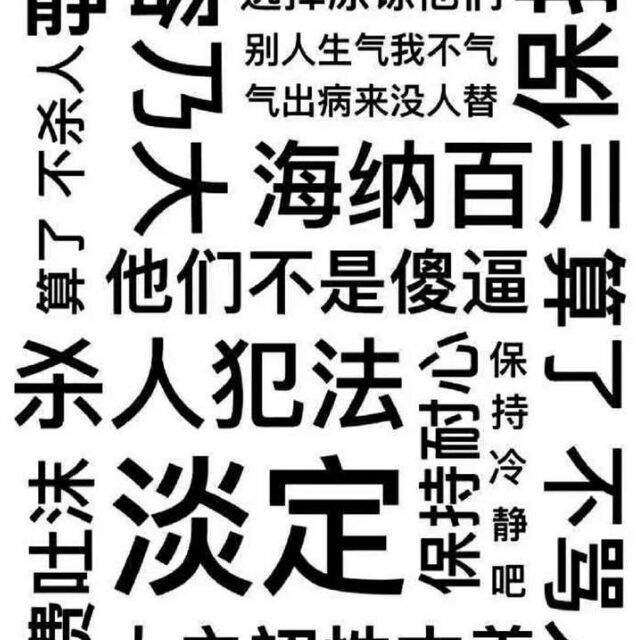 静
选择原谅他们
别人生气我不气
气出病来没人替
乃大
海纳百川
算了 不杀人
他们不是傻逼
杀人犯法
算了 不骂
保持耐心
保持冷静吧
淡定
费吐沫